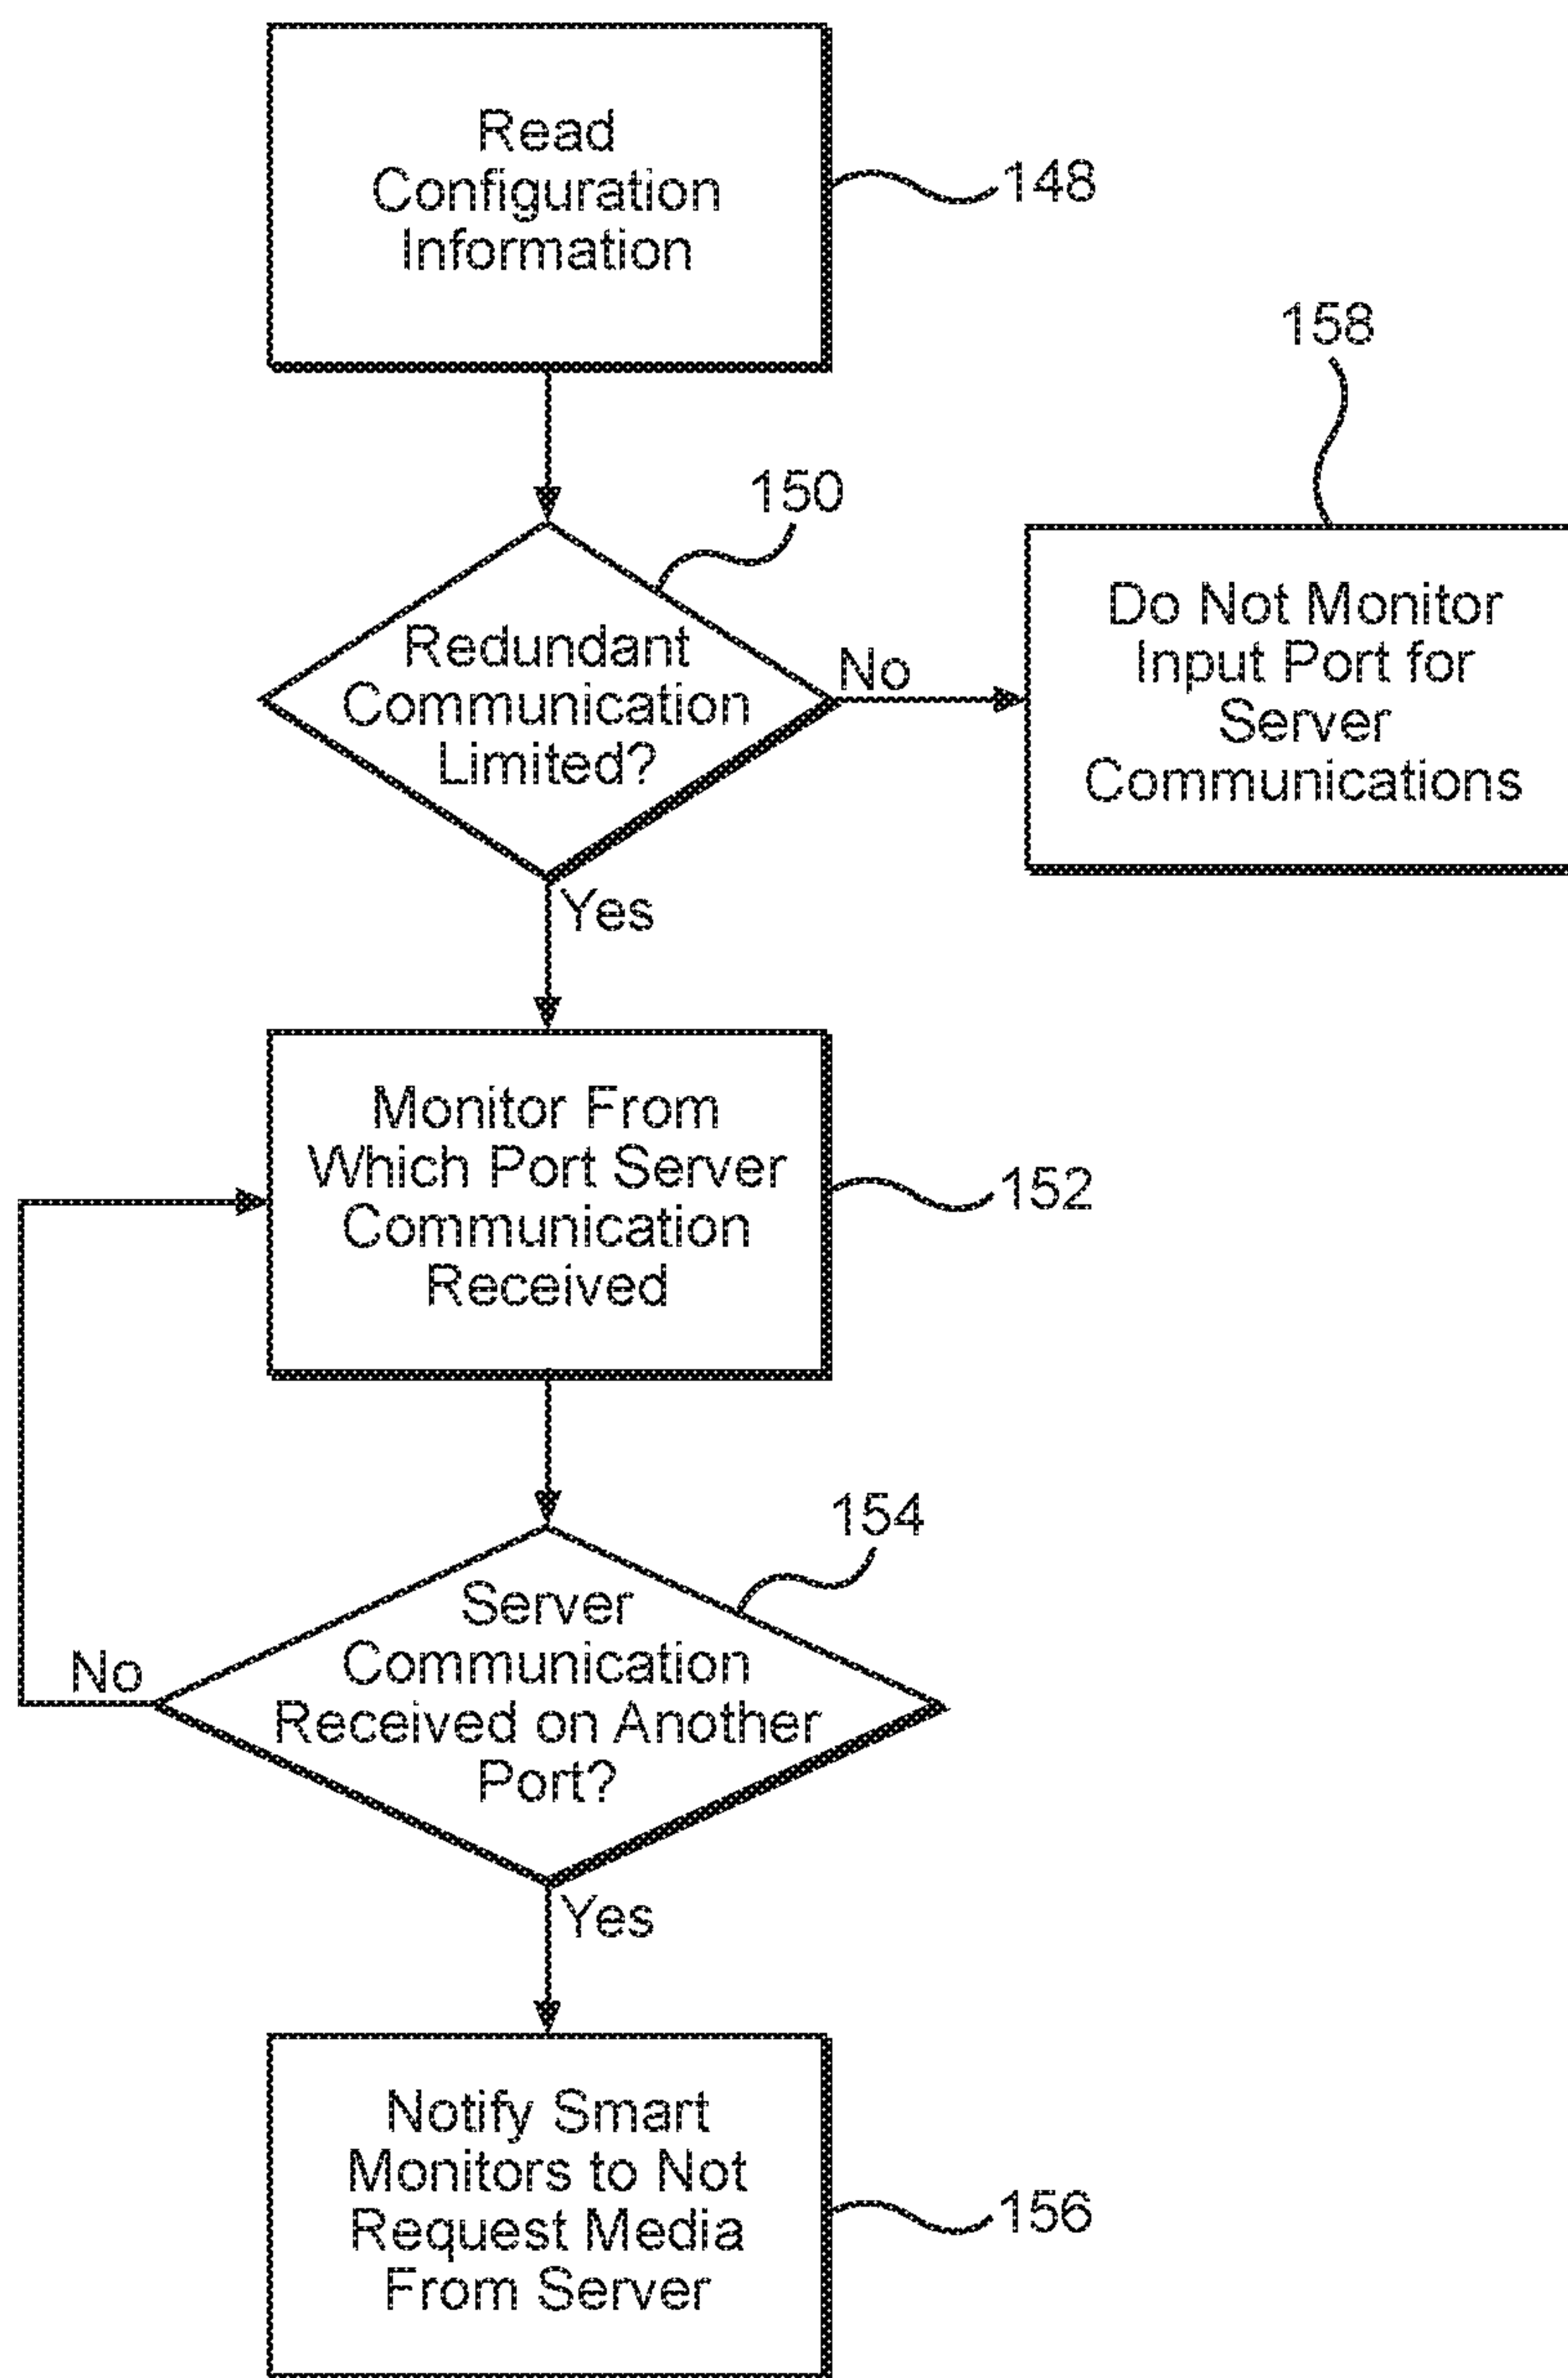 Read
Configuration
Information
148
158
150
Redundant
Communication
Limited?
No
Do Not Monitor
Input Port for
Server
Communications
Yes
Monitor From
Which Port Server
Communication
Received
152
154
Server
Communication
Received on Another
Port?
No
Yes
Notify Smart
Monitors to Not
Request Media
From Server
156